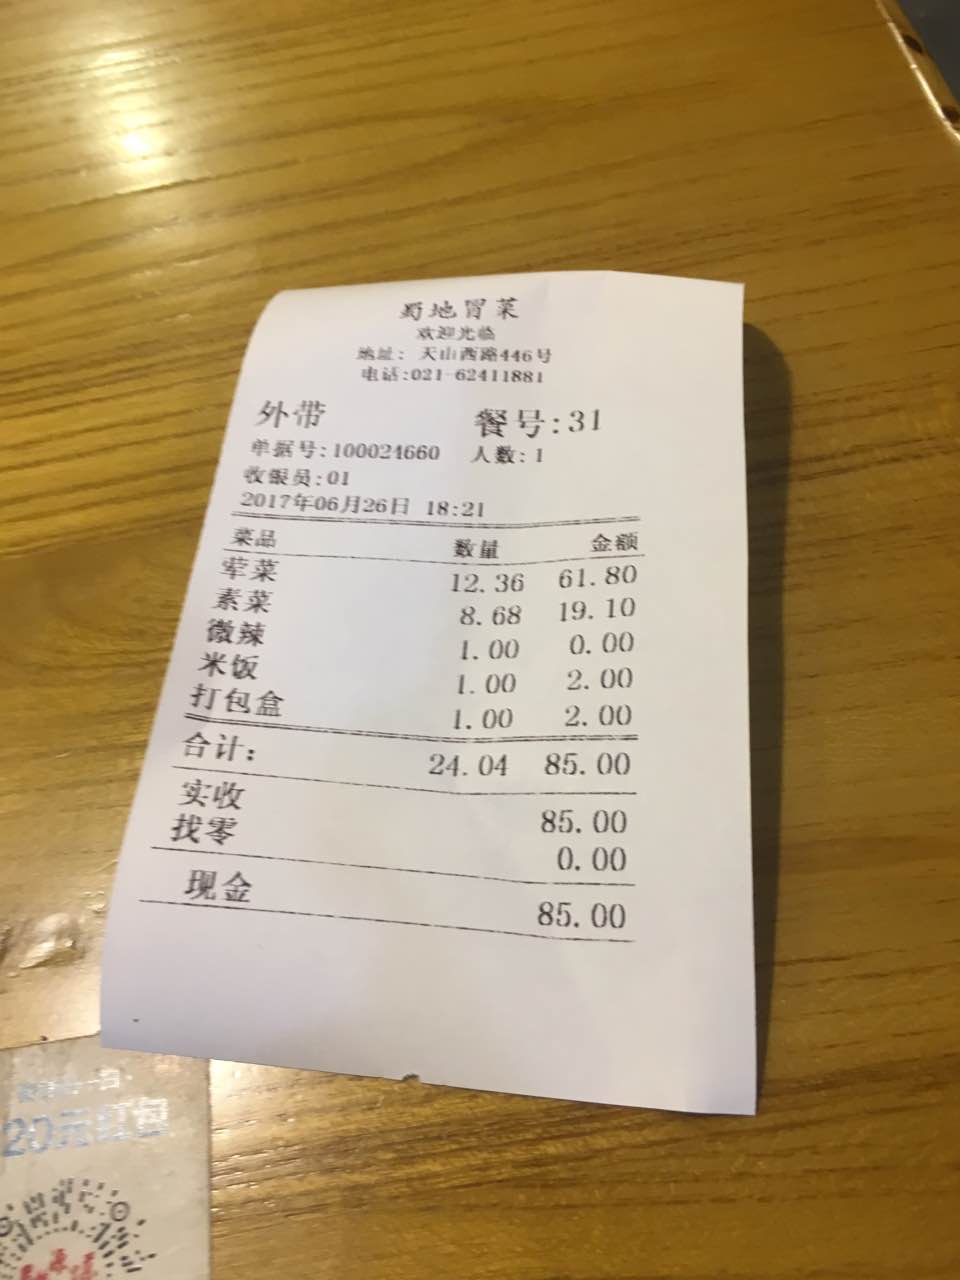 蜀地冒菜
欢迎光临
地址: 天山西路446号
电话:021-62411881
外带 餐号:31
单据号:100024660 人数:1
收银员:01
2017年06月26日 18:21
菜品 数量 金额
荤菜 12.36 61.80
素菜 8.68 19.10
微辣 1.00 0.00
米饭 1.00 2.00
打包盒 1.00 2.00
合计: 24.04 85.00
实收 85.00
找零 0.00
现金 85.00
20元红包